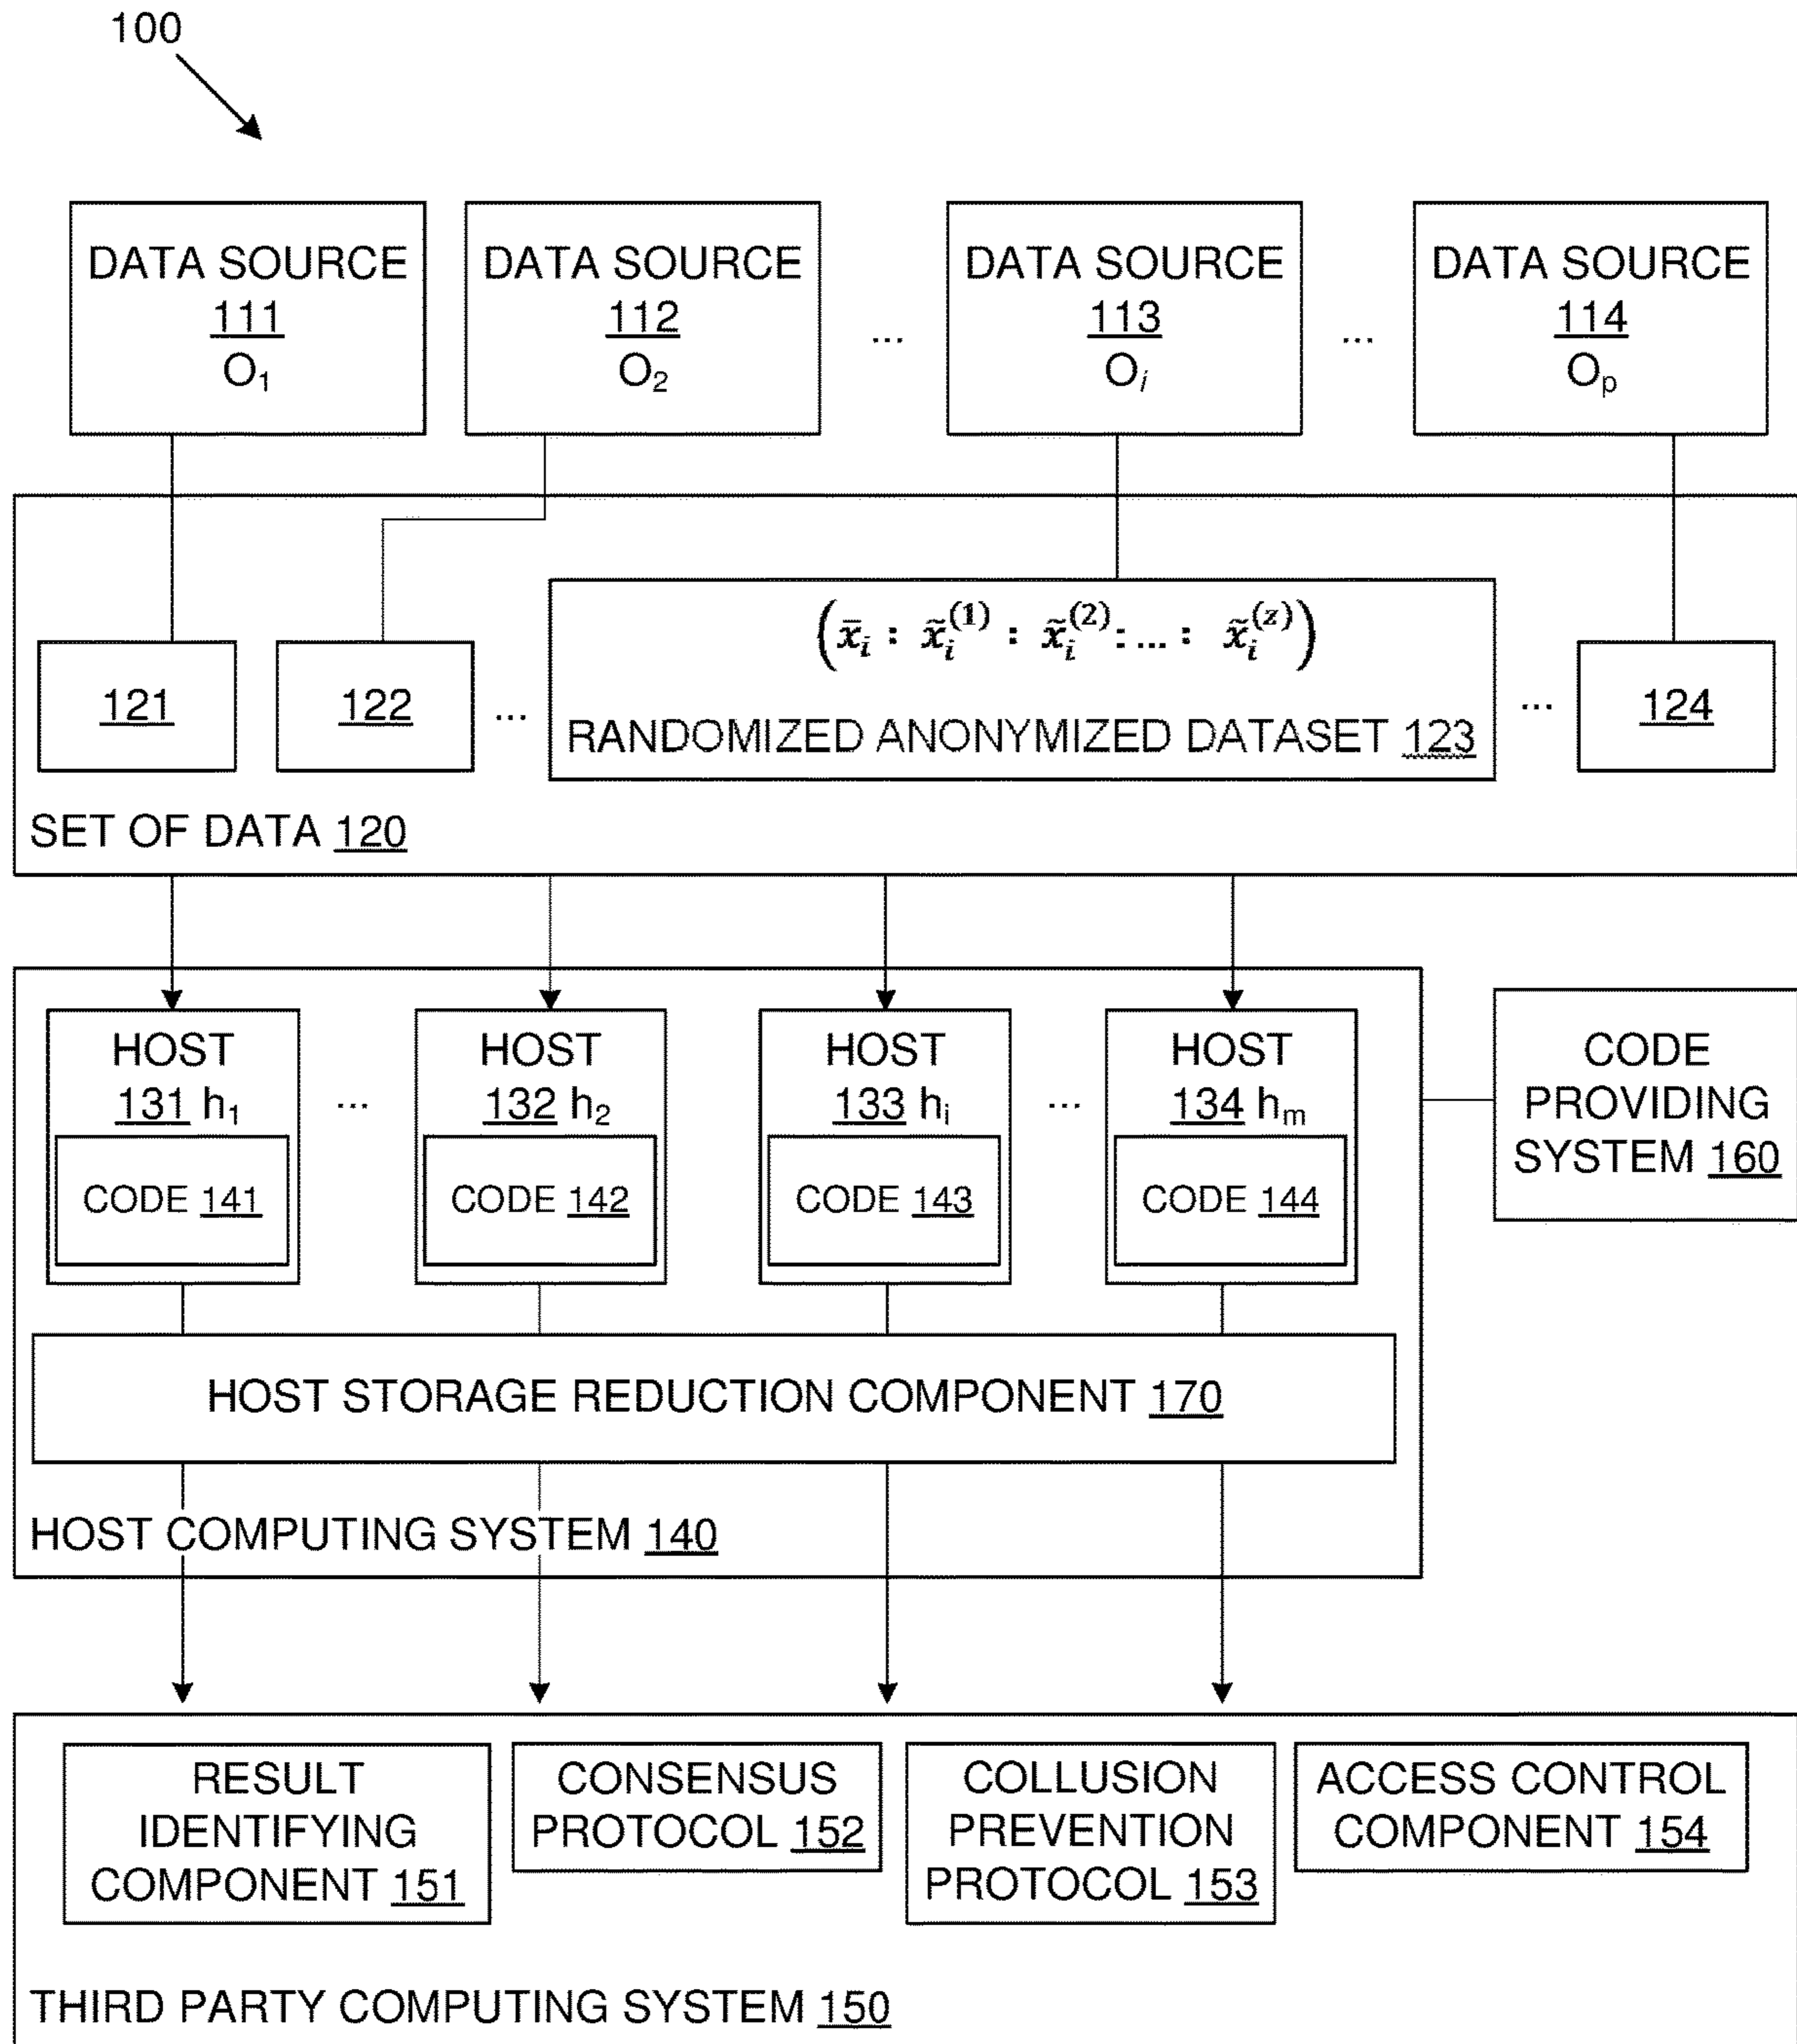 100
DATA SOURCE
111
O₁
DATA SOURCE
112
O₂
...
DATA SOURCE
113
Oᵢ
...
DATA SOURCE
114
Oₚ
121
122
...
(x̄ᵢ : x̃ᵢ⁽¹⁾ : x̃ᵢ⁽²⁾: ... : x̃ᵢ⁽ᶻ⁾)
RANDOMIZED ANONYMIZED DATASET 123
...
124
SET OF DATA 120
HOST
131 h₁
CODE 141
...
HOST
132 h₂
CODE 142
HOST
133 hᵢ
CODE 143
...
HOST
134 hₘ
CODE 144
CODE
PROVIDING
SYSTEM 160
HOST STORAGE REDUCTION COMPONENT 170
HOST COMPUTING SYSTEM 140
RESULT
IDENTIFYING
COMPONENT 151
CONSENSUS
PROTOCOL 152
COLLUSION
PREVENTION
PROTOCOL 153
ACCESS CONTROL
COMPONENT 154
THIRD PARTY COMPUTING SYSTEM 150